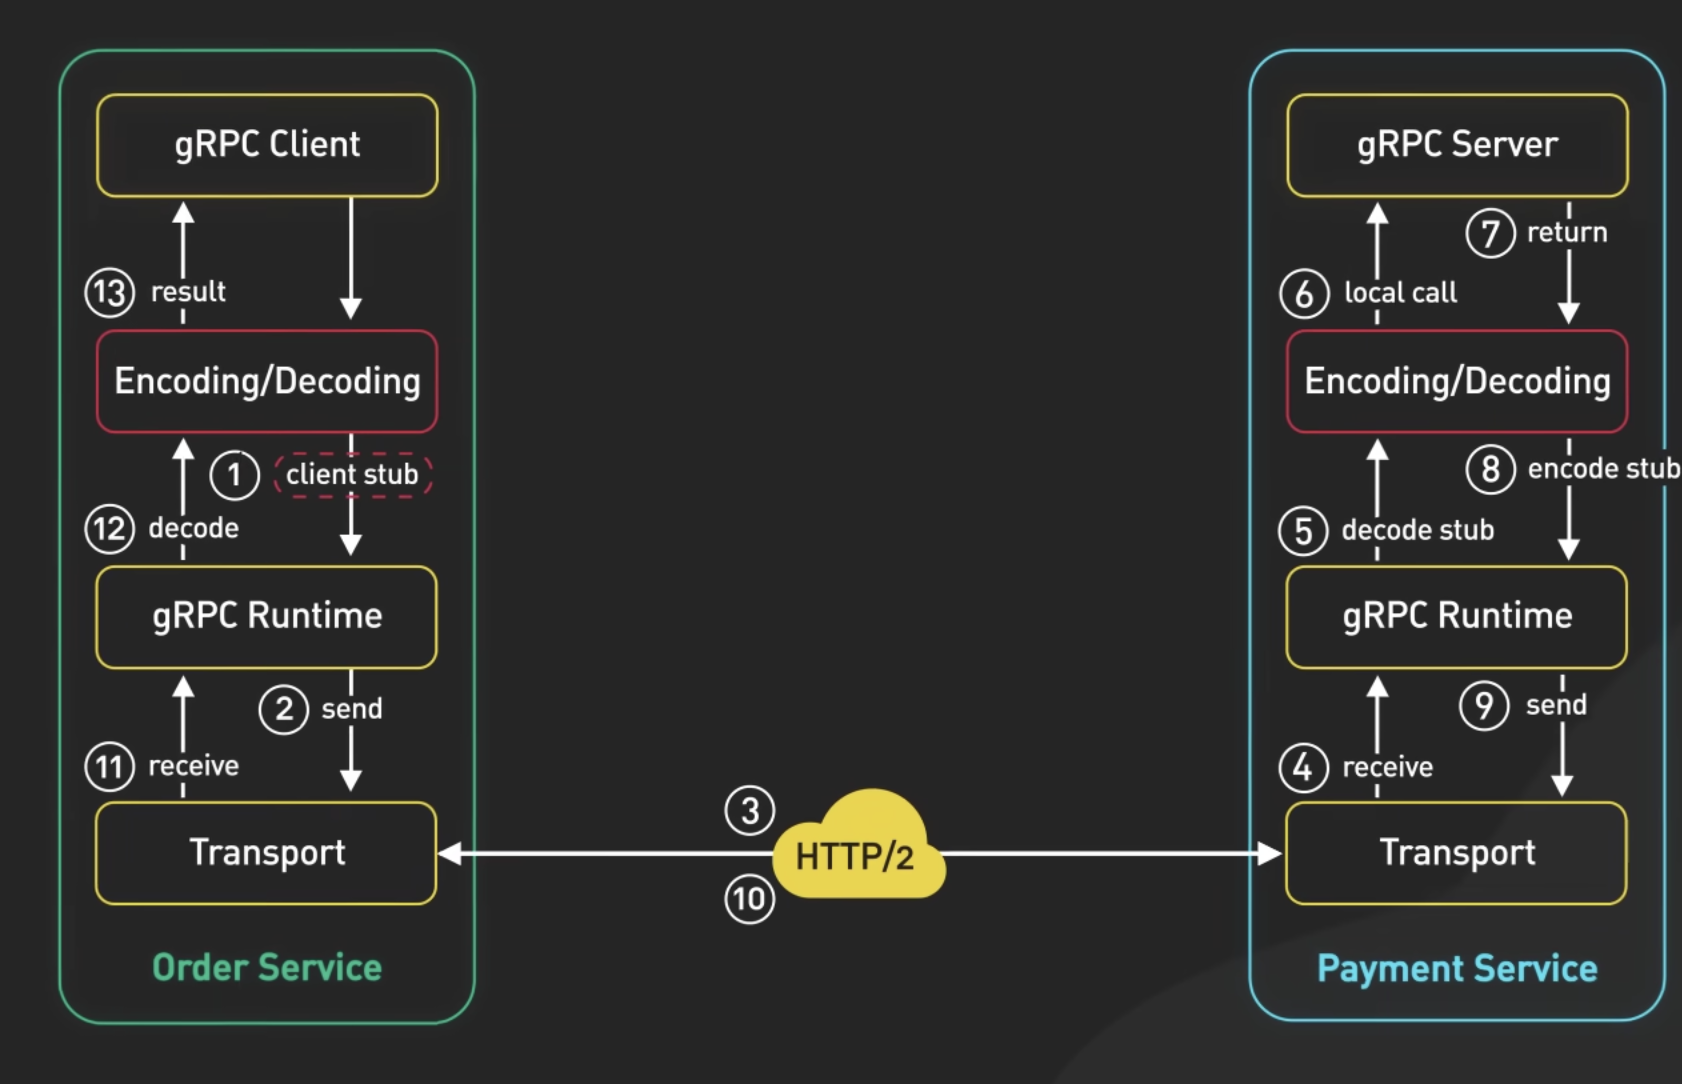 gRPC Client
13 result
Encoding/Decoding
1 client stub
12 decode
gRPC Runtime
2 send
11 receive
Transport
Order Service
3
HTTP/2
10
gRPC Server
7 return
6 local call
Encoding/Decoding
8 encode stub
5 decode stub
gRPC Runtime
9 send
4 receive
Transport
Payment Service